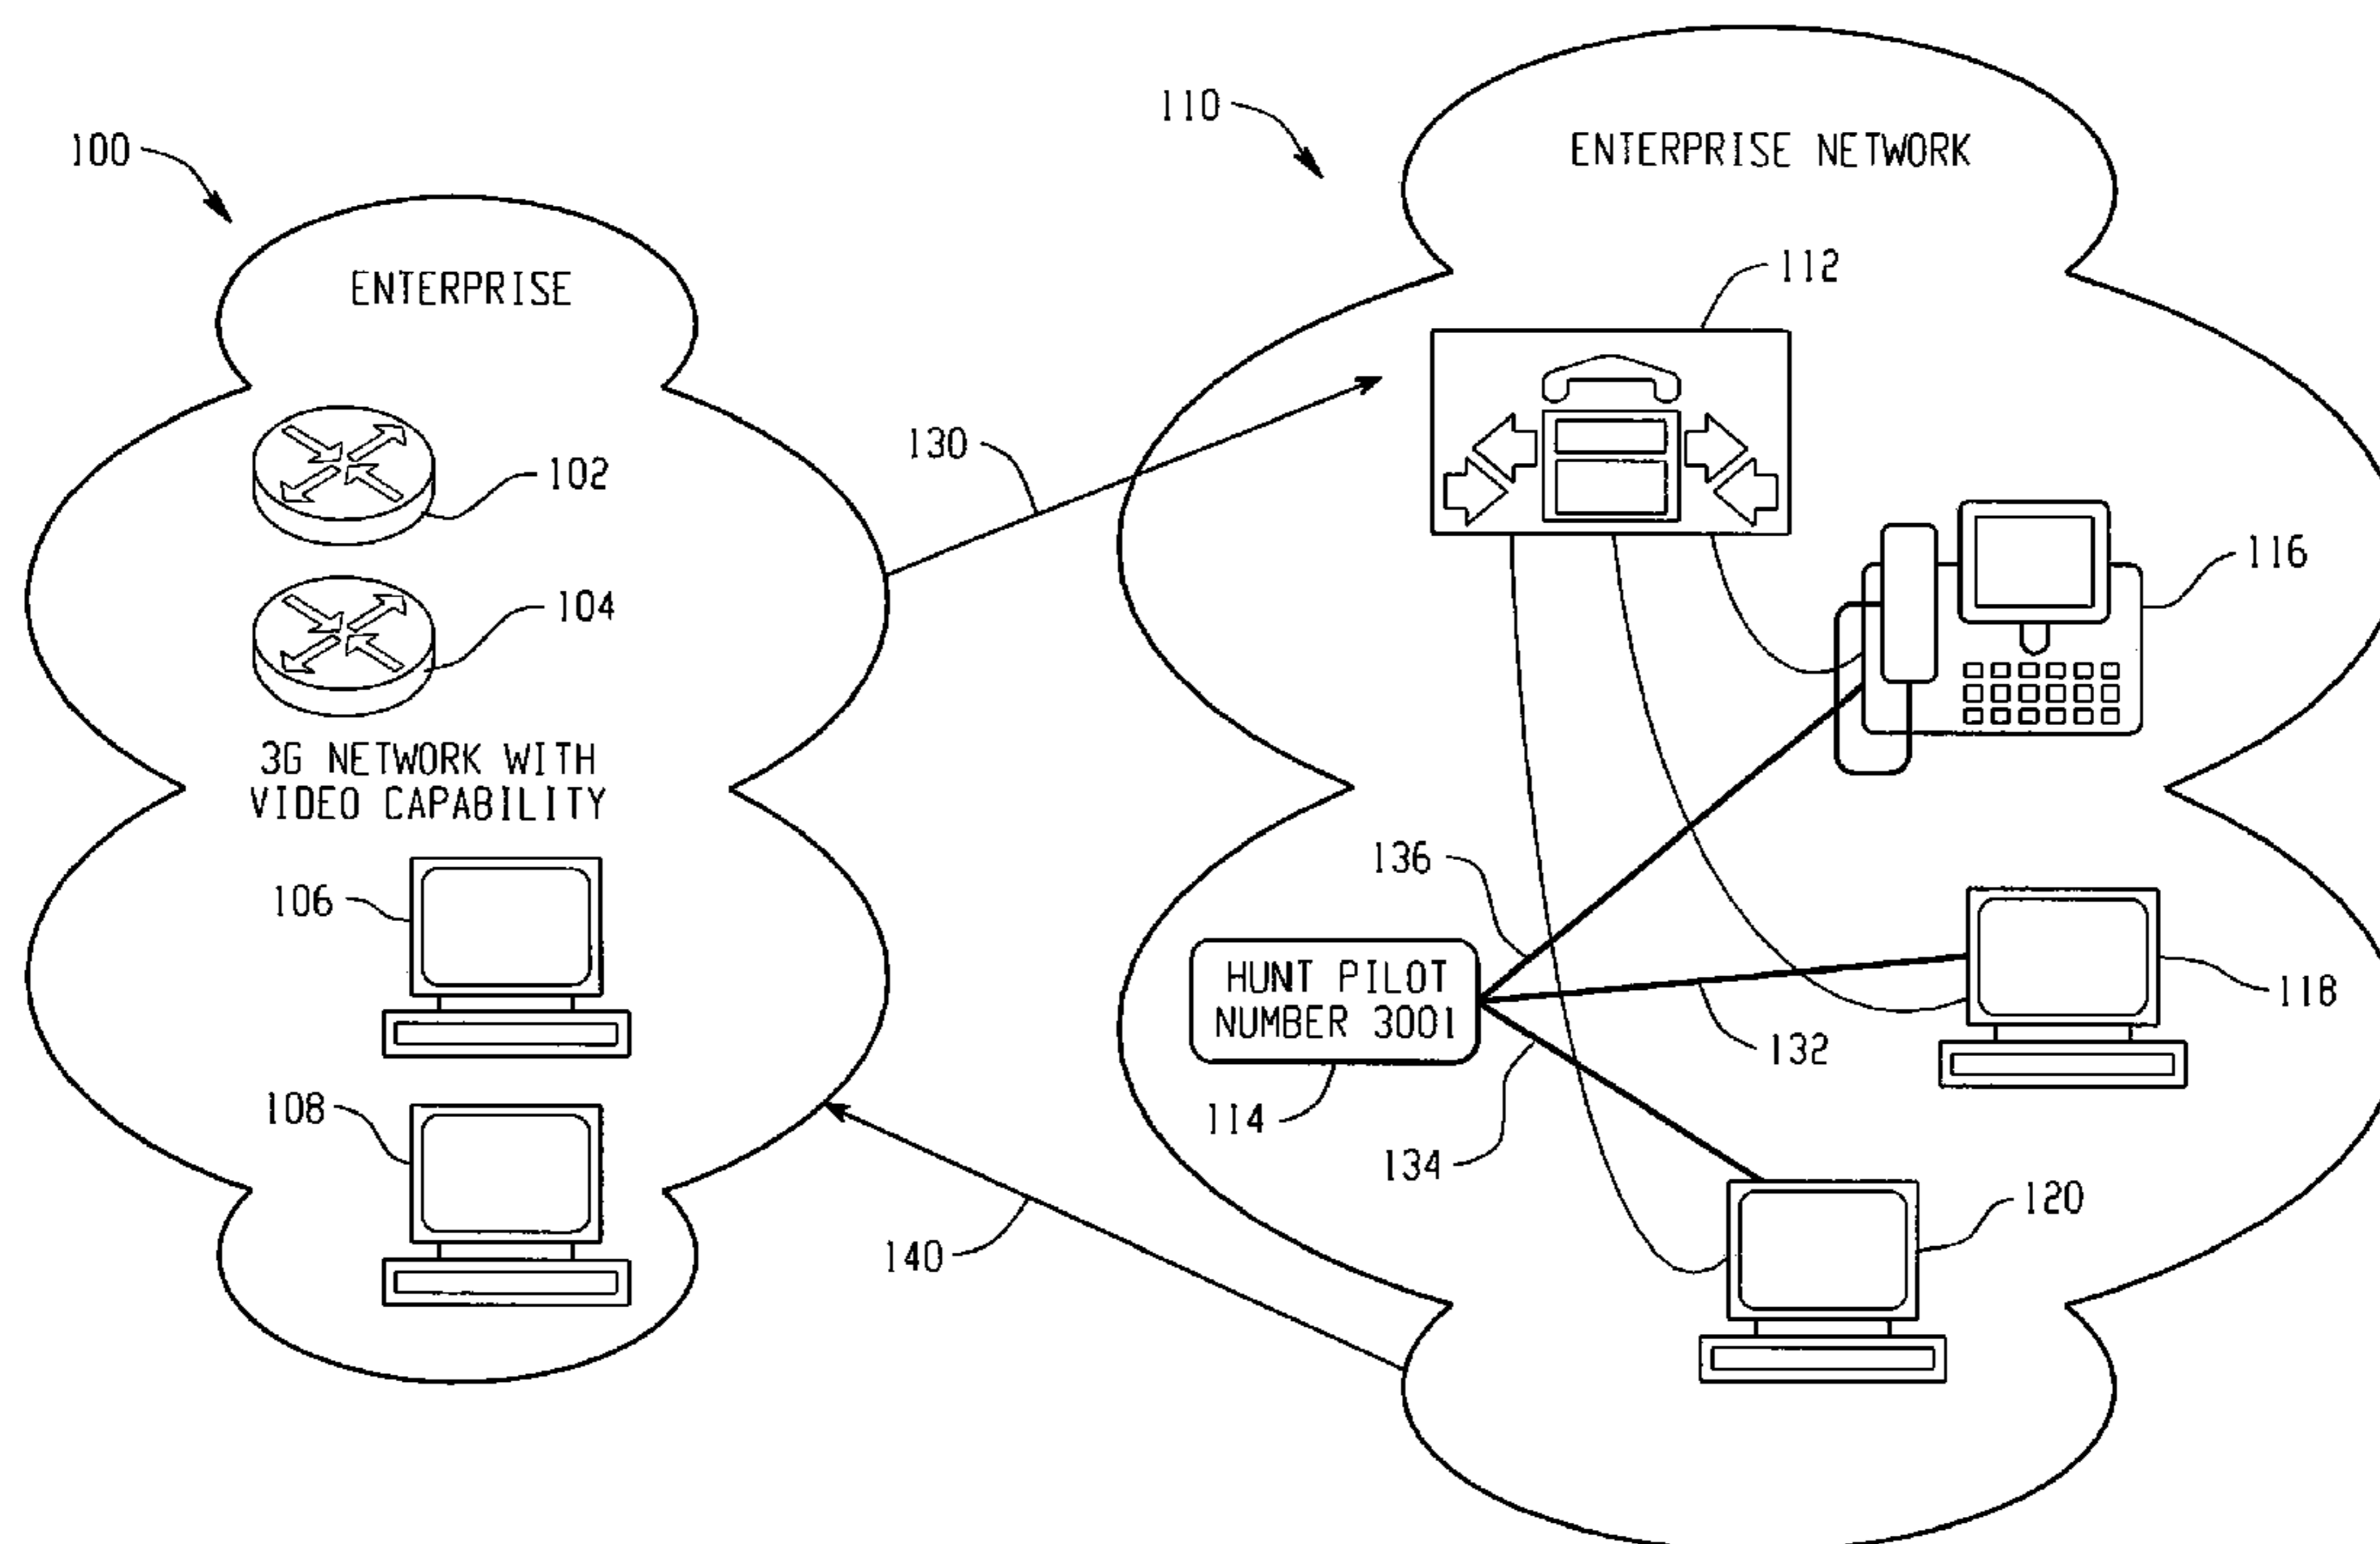 100
ENTERPRISE
102
104
3G NETWORK WITH
VIDEO CAPABILITY
106
108
130
140
110
ENTERPRISE NETWORK
112
116
136
HUNT PILOT
NUMBER 3001
114
132
134
118
120